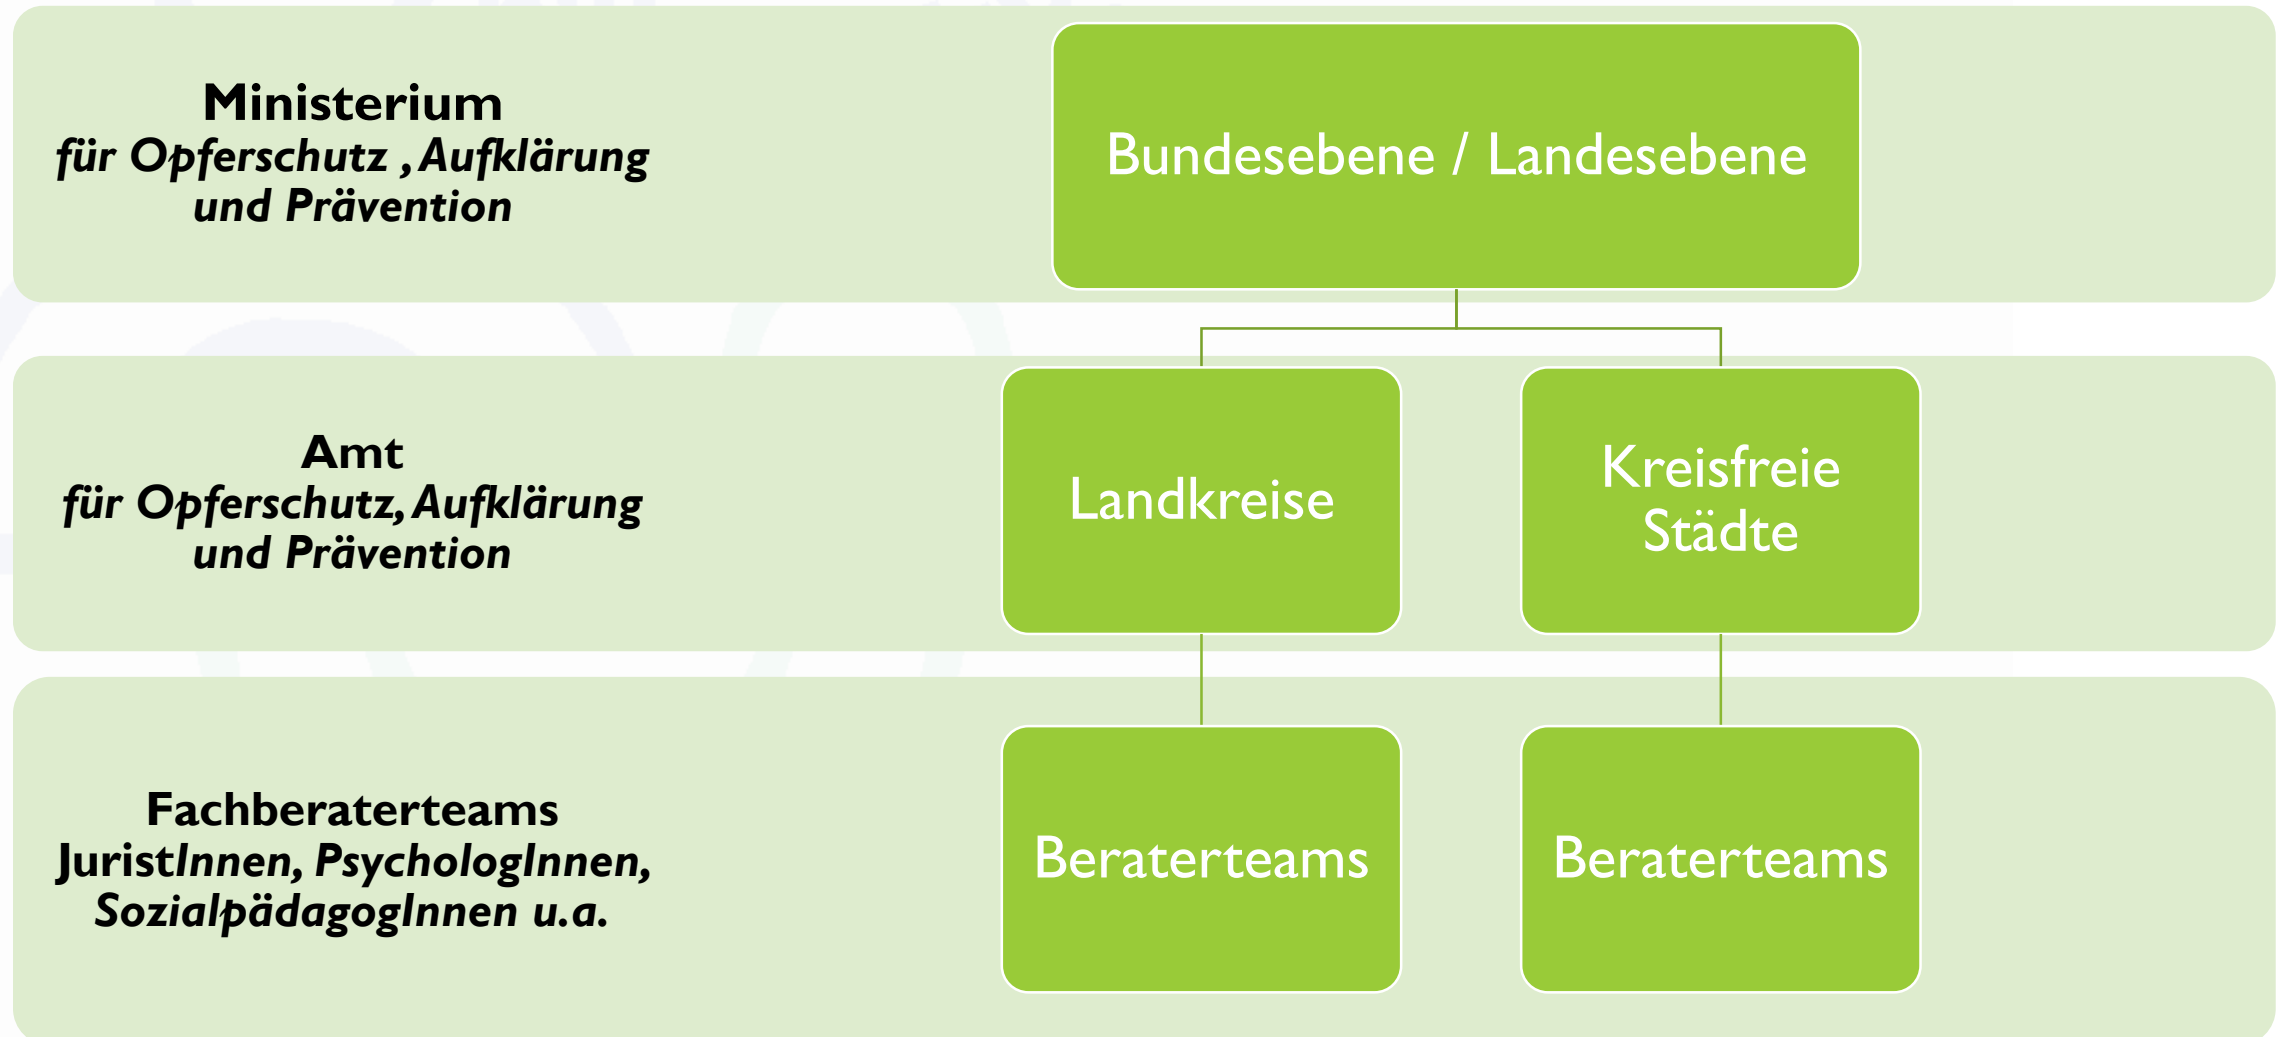 Ministerium
für Opferschutz , Aufklärung
und Prävention
Bundesebene / Landesebene
Amt
für Opferschutz, Aufklärung
und Prävention
Landkreise
Kreisfreie
Städte
Fachberaterteams
JuristInnen, PsychologInnen,
SozialpädagogInnen u.a.
Beraterteams
Beraterteams